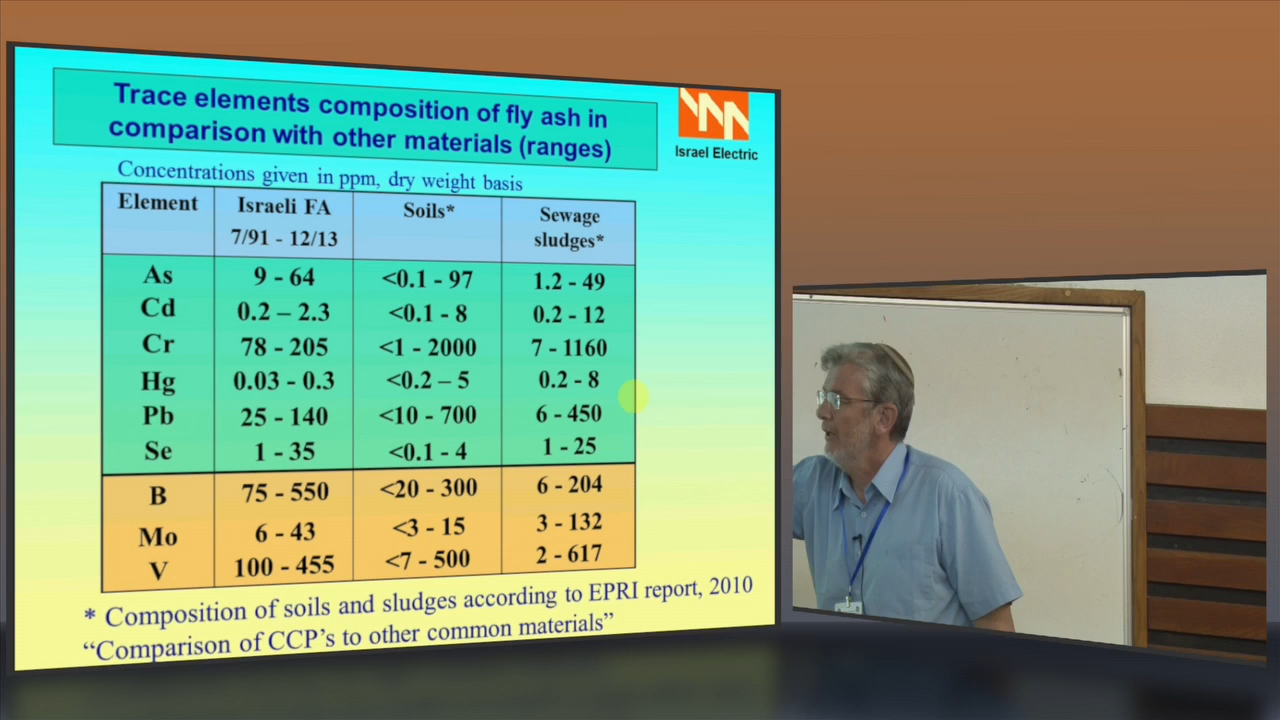 Trace elements composition of fly ash in
comparison with other materials (ranges)
Israel Electric
Concentrations given in ppm, dry weight basis
Element Israeli FA 7/91 - 12/13 Soils* Sewage sludges*
As 9 - 64 <0.1 - 97 1.2 - 49
Cd 0.2 – 2.3 <0.1 - 8 0.2 - 12
Cr 78 - 205 <1 - 2000 7 - 1160
Hg 0.03 - 0.3 <0.2 – 5 0.2 - 8
Pb 25 - 140 <10 - 700 6 - 450
Se 1 - 35 <0.1 - 4 1 - 25
B 75 - 550 <20 - 300 6 - 204
Mo 6 - 43 <3 - 15 3 - 132
V 100 - 455 <7 - 500 2 - 617
* Composition of soils and sludges according to EPRI report, 2010
“Comparison of CCP’s to other common materials”